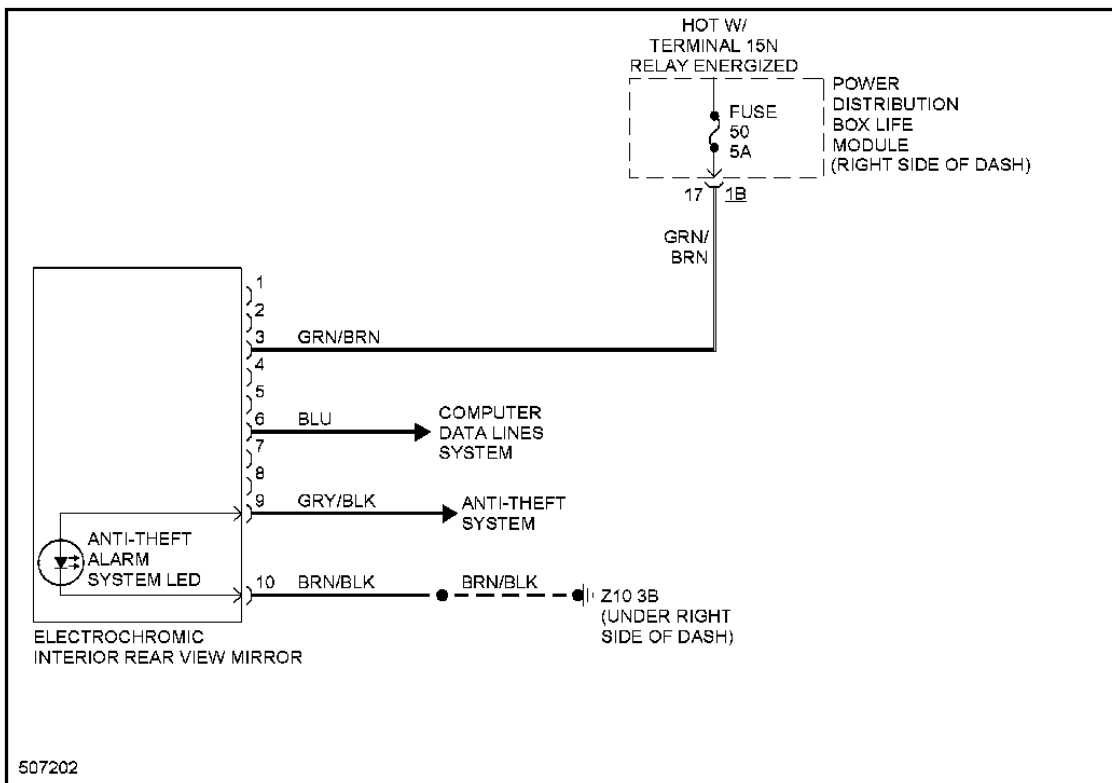 HOT W/
TERMINAL 15N
RELAY ENERGIZED
POWER
DISTRIBUTION
BOX LIFE
MODULE
(RIGHT SIDE OF DASH)
FUSE
50
5A
17 1B
GRN/
BRN
1
2
3 GRN/BRN
4
5
6 BLU
COMPUTER
DATA LINES
SYSTEM
7
8
9 GRY/BLK
ANTI-THEFT
SYSTEM
ANTI-THEFT
ALARM
SYSTEM LED
10 BRN/BLK BRN/BLK
Z10 3B
(UNDER RIGHT
SIDE OF DASH)
ELECTROCHROMIC
INTERIOR REAR VIEW MIRROR
507202